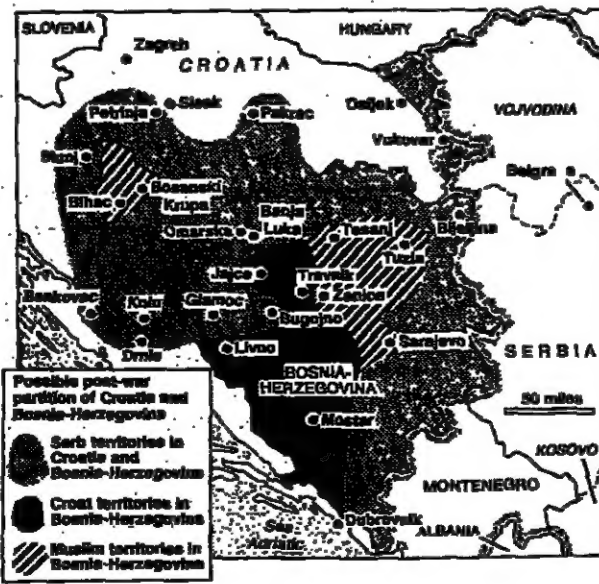 SLOVENIA
HUNGARY
Zagreb
CROATIA
VOJVODINA
Sisak
Petrinja
Pakrac
Osijek
Vukovar
Belgra
Bihac
Bosanski
Krupa
Omarska
Banja
Luka
Tesanj
Tuzla
Bijeljina
Jajce
Travnik
Zenica
Benkovac
Knin
Glamoc
Bugojno
Sarajevo
Drnis
Livno
SERBIA
BOSNIA-
HERZEGOVINA
50 miles
Mostar
KOSOVO
MONTENEGRO
Dubrovnik
ALBANIA
Adriatic
Possible post-war
partition of Croatia and
Bosnia-Herzegovina
Serb territories in
Croatia and
Bosnia-Herzegovina
Croat territories in
Bosnia-Herzegovina
Muslim territories in
Bosnia-Herzegovina